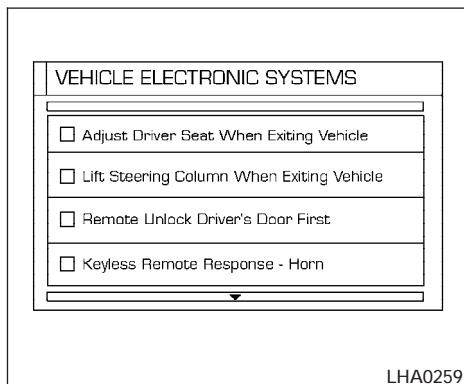 VEHICLE ELECTRONIC SYSTEMS
Adjust Driver Seat When Exiting Vehicle
Lift Steering Column When Exiting Vehicle
Remote Unlock Driver's Door First
Keyless Remote Response - Horn
LHA0259